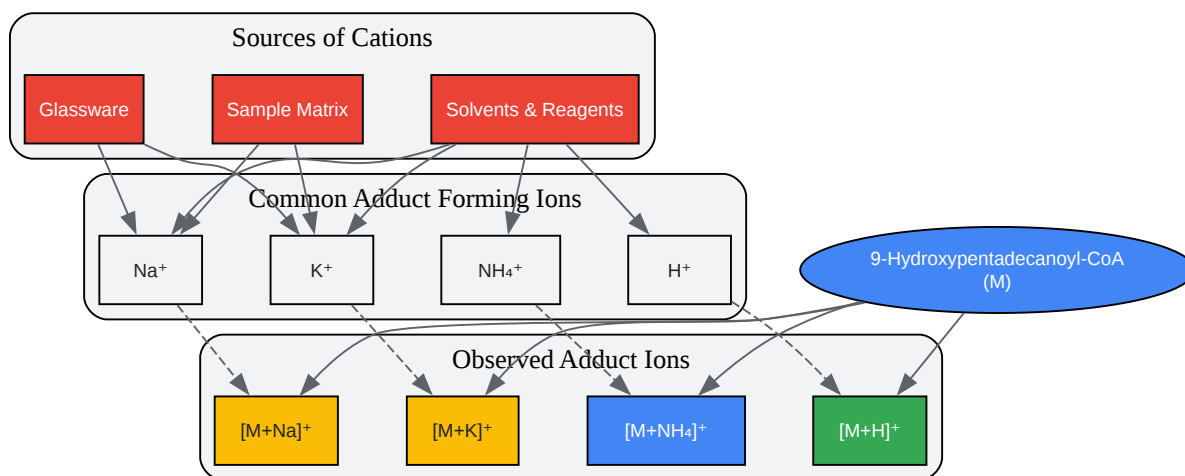 Sources of Cations
Glassware
Sample Matrix
Solvents & Reagents
Common Adduct Forming Ions
Na⁺
K⁺
NH₄⁺
H⁺
9-Hydroxypentadecanoyl-CoA
(M)
Observed Adduct Ions
[M+Na]⁺
[M+K]⁺
[M+NH₄]⁺
[M+H]⁺